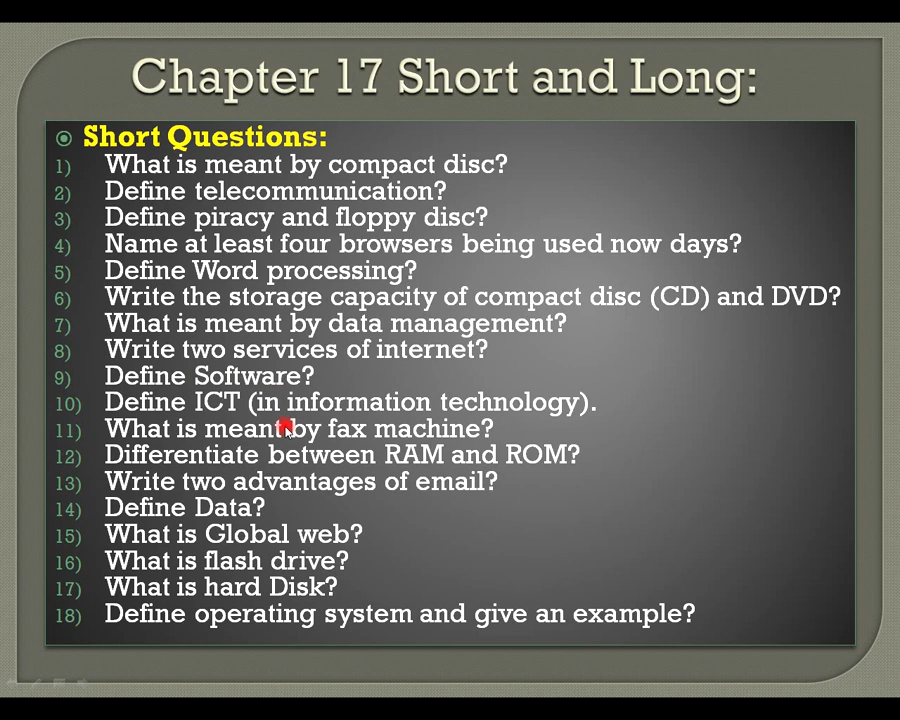 Chapter 17 Short and Long:
Short Questions:
1) What is meant by compact disc?
2) Define telecommunication?
3) Define piracy and floppy disc?
4) Name at least four browsers being used now days?
5) Define Word processing?
6) Write the storage capacity of compact disc (CD) and DVD?
7) What is meant by data management?
8) Write two services of internet?
9) Define Software?
10) Define ICT (in information technology).
11) What is meant by fax machine?
12) Differentiate between RAM and ROM?
13) Write two advantages of email?
14) Define Data?
15) What is Global web?
16) What is flash drive?
17) What is hard Disk?
18) Define operating system and give an example?